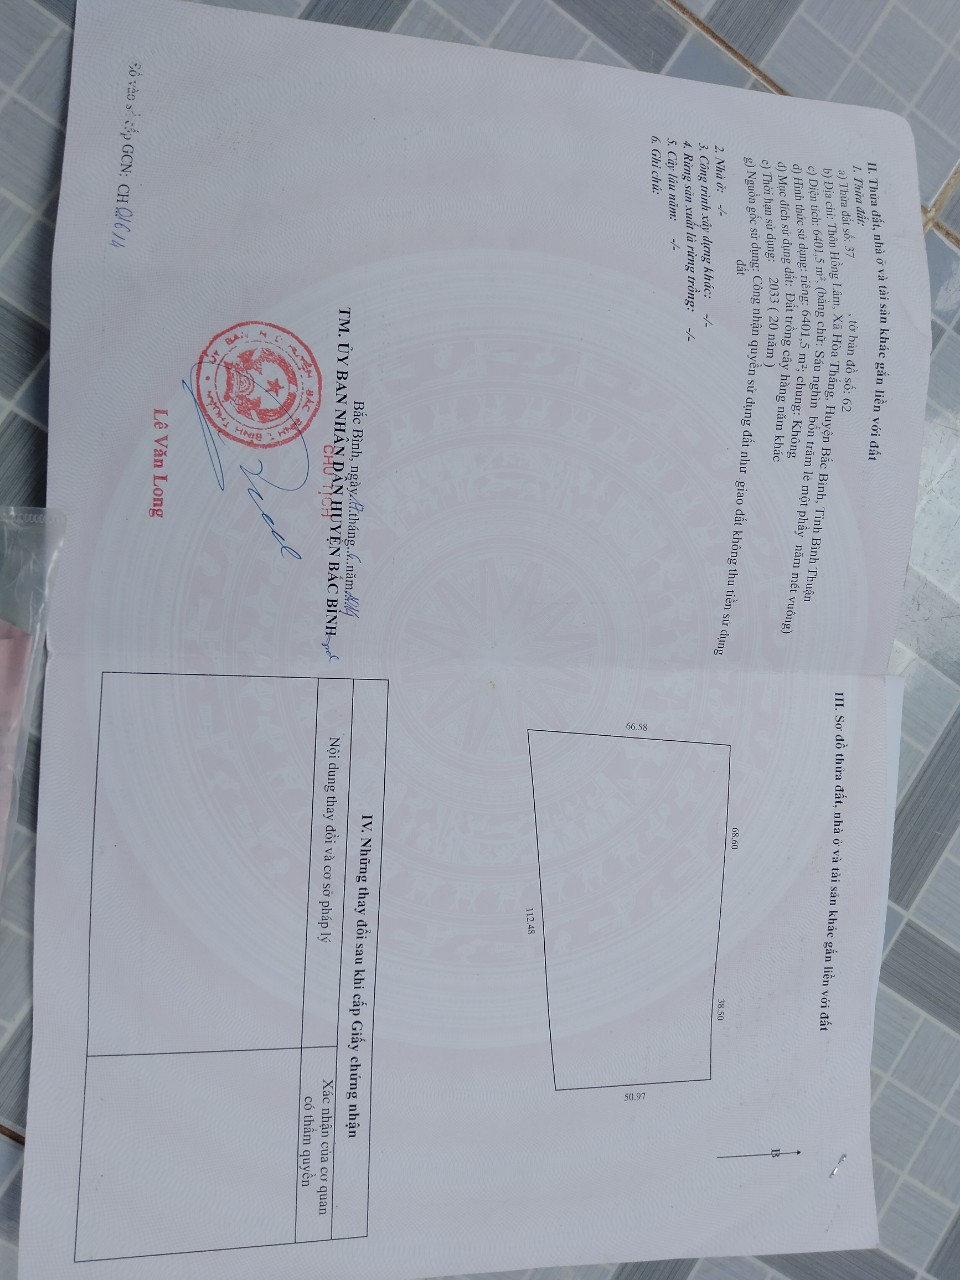 II. Thửa đất, nhà ở và tài sản khác gắn liền với đất
1. Thửa đất:
a) Thửa đất số: 37 , tờ bản đồ số: 62
b) Địa chỉ: Thôn Hồng Lâm, Xã Hòa Thắng, Huyện Bắc Bình, Tỉnh Bình Thuận
c) Diện tích: 6401,5 m², (bằng chữ: Sáu nghìn bốn trăm lẻ một phẩy năm mét vuông)
d) Hình thức sử dụng: riêng: 6401,5 m²; chung: Không
đ) Mục đích sử dụng đất: Đất trồng cây hàng năm khác
e) Thời hạn sử dụng: 2033 ( 20 năm )
g) Nguồn gốc sử dụng: Công nhận quyền sử dụng đất như giao đất không thu tiền sử dụng
đất
2. Nhà ở: -/-
3. Công trình xây dựng khác: -/-
4. Rừng sản xuất là rừng trồng: -/-
5. Cây lâu năm: -/-
6. Ghi chú:
Bắc Bình, ngày 17 tháng 6 năm 2014
TM. ỦY BAN NHÂN DÂN HUYỆN BẮC BÌNH
CHỦ TỊCH
Lê Văn Long
vào sổ cấp GCN: CH 01614
III. Sơ đồ thửa đất, nhà ở và tài sản khác gắn liền với đất
B
68.60
38.50
66.58
50.97
112.48
IV. Những thay đổi sau khi cấp Giấy chứng nhận
Nội dung thay đổi và cơ sở pháp lý
Xác nhận của cơ quan
có thẩm quyền